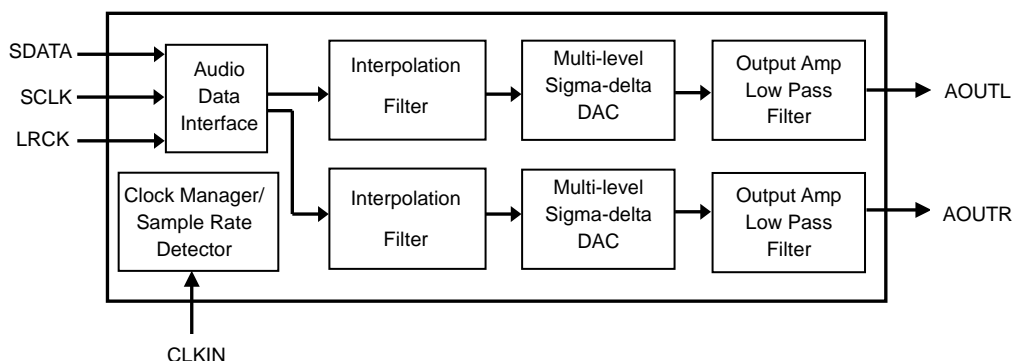 SDATA
SCLK
LRCK
Audio
Data
Interface
Interpolation
Filter
Multi-level
Sigma-delta
DAC
Output Amp
Low Pass
Filter
AOUTL
Clock Manager/
Sample Rate
Detector
Interpolation
Filter
Multi-level
Sigma-delta
DAC
Output Amp
Low Pass
Filter
AOUTR
CLKIN